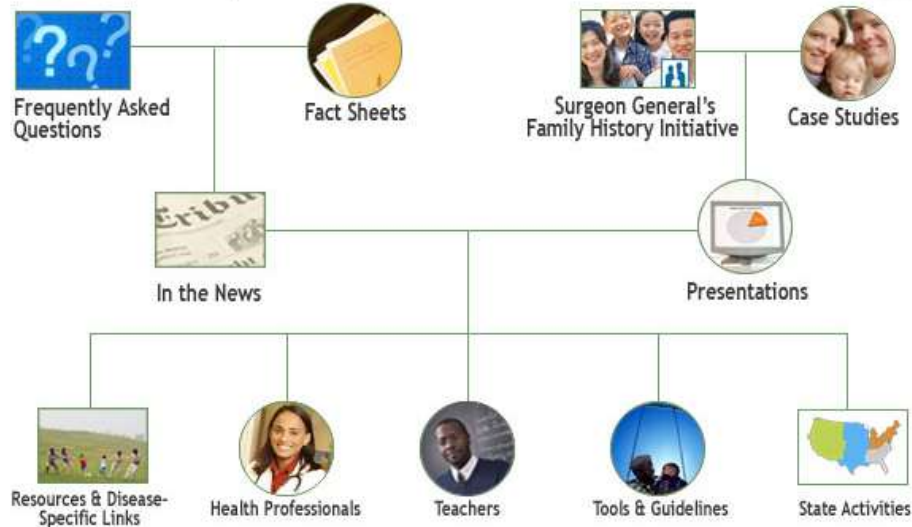 Frequently Asked
Questions
Fact Sheets
Surgeon General's
Family History Initiative
Case Studies
Tribu
In the News
Presentations
Resources & Disease-
Specific Links
Health Professionals
Teachers
Tools & Guidelines
State Activities